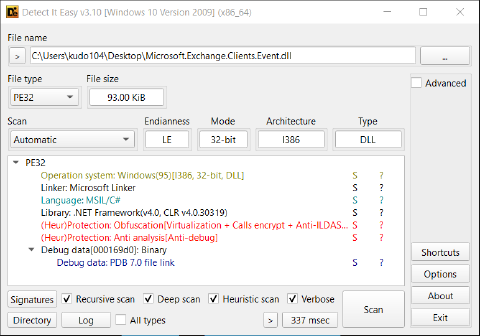 Detect It Easy v3.10 [Windows 10 Version 2009] (x86_64)
File name
> C:\Users\kudo104\Desktop\Microsoft.Exchange.Clients.Event.dll ...
File type File size
PE32 93.00 KiB
Advanced
Scan Endianness Mode Architecture Type
Automatic LE 32-bit I386 DLL
PE32
Operation system: Windows(95)[I386, 32-bit, DLL] S ?
Linker: Microsoft Linker S ?
Language: MSIL/C# S ?
Library: .NET Framework(v4.0, CLR v4.0.30319) S ?
(Heur)Protection: Obfuscation[Virtualization + Calls encrypt + Anti-ILDAS... S ?
(Heur)Protection: Anti analysis[Anti-debug] S ?
Debug data[000169d0]: Binary
Debug data: PDB 7.0 file link S ?
Shortcuts
Options
About
Exit
Signatures Recursive scan Deep scan Heuristic scan Verbose
Directory Log All types > 337 msec Scan